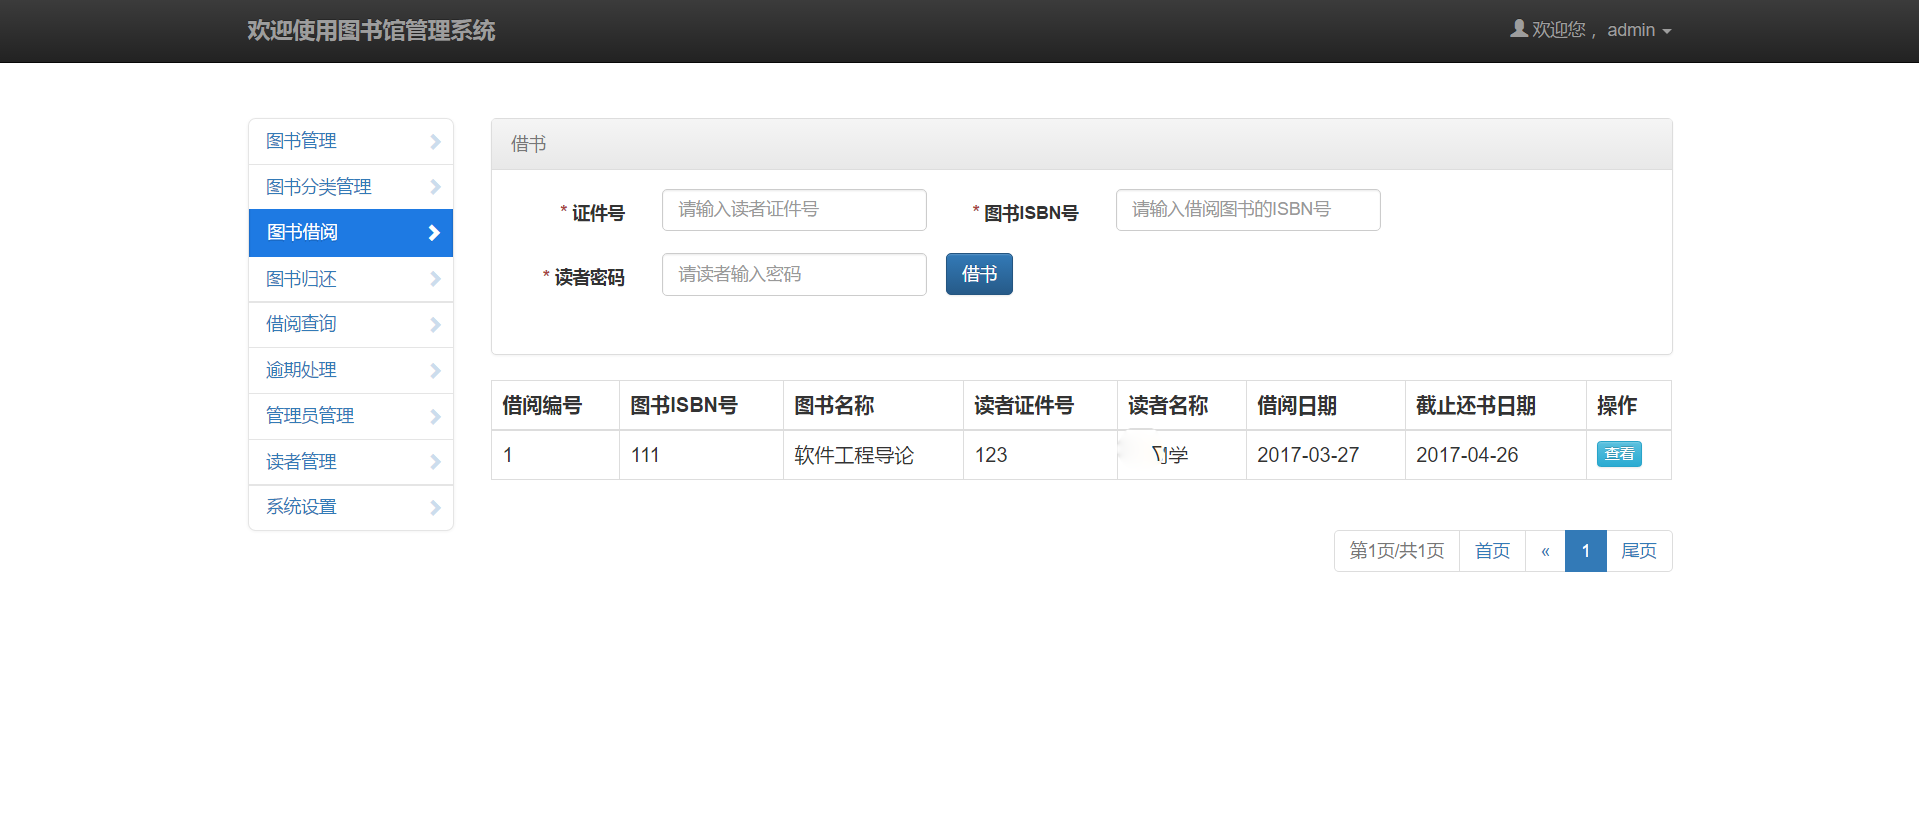 欢迎使用图书馆管理系统
欢迎您， admin
图书管理
图书分类管理
图书借阅
图书归还
借阅查询
逾期处理
管理员管理
读者管理
系统设置
借书
* 证件号 请输入读者证件号 * 图书ISBN号 请输入借阅图书的ISBN号
* 读者密码 请读者输入密码 借书
借阅编号 图书ISBN号 图书名称 读者证件号 读者名称 借阅日期 截止还书日期 操作
1 111 软件工程导论 123 学 2017-03-27 2017-04-26 查看
第1页/共1页 首页 « 1 尾页